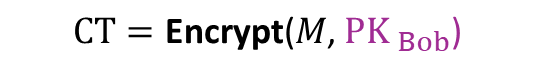 CT = Encrypt(M, PK Bob)